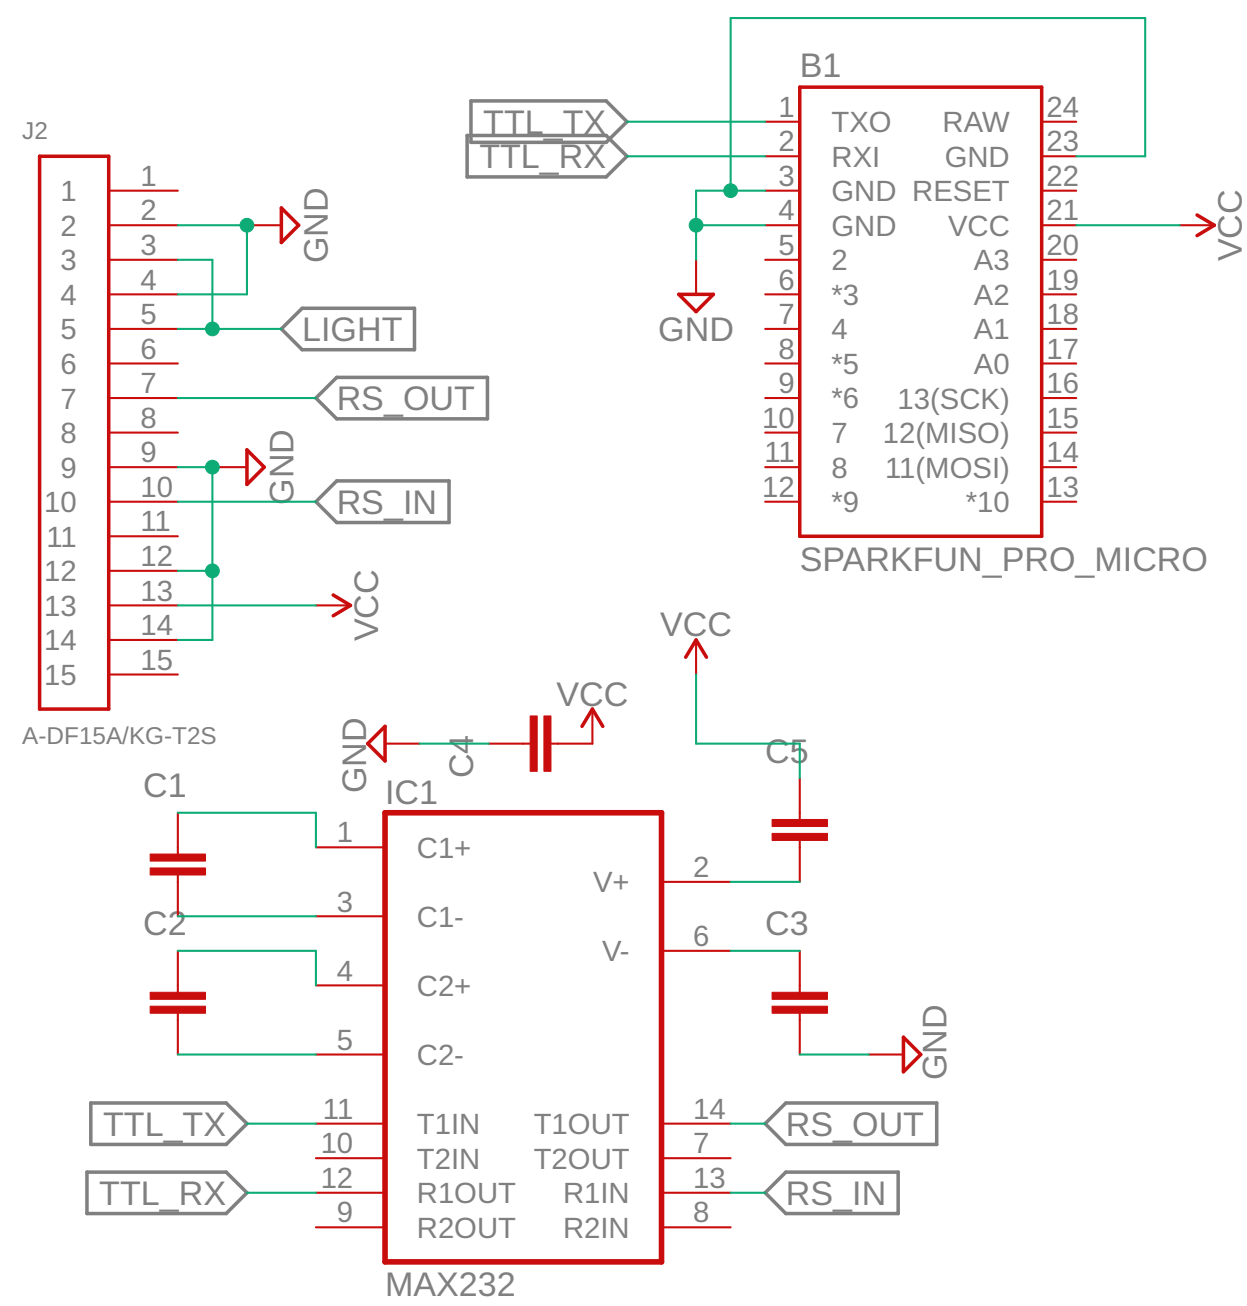 J2
1 1
2 2
3 3
4 4
5 5
6 6
7 7
8 8
9 9
10 10
11 11
12 12
13 13
14 14
15 15
A-DF15A/KG-T2S
GND
LIGHT
RS_OUT
GND
RS_IN
VCC
B1
TTL_TX
TTL_RX
1 TXO RAW 24
2 RXI GND 23
3 GND RESET 22
4 GND VCC 21
5 2 A3 20
6 *3 A2 19
7 4 A1 18
8 *5 A0 17
9 *6 13(SCK) 16
10 7 12(MISO) 15
11 8 11(MOSI) 14
12 *9 *10 13
SPARKFUN_PRO_MICRO
GND
VCC
VCC
GND
C4
VCC
C5
C1
C2
C3
GND
IC1
1 C1+
V+ 2
3 C1-
V- 6
4 C2+
5 C2-
TTL_TX 11 T1IN T1OUT 14 RS_OUT
10 T2IN T2OUT 7
TTL_RX 12 R1OUT R1IN 13 RS_IN
9 R2OUT R2IN 8
MAX232